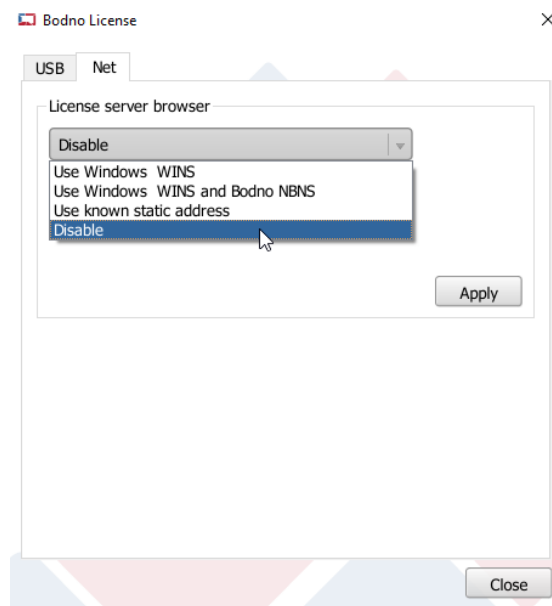 Bodno License
USB Net
License server browser
Disable
Use Windows WINS
Use Windows WINS and Bodno NBNS
Use known static address
Disable
Apply
Close